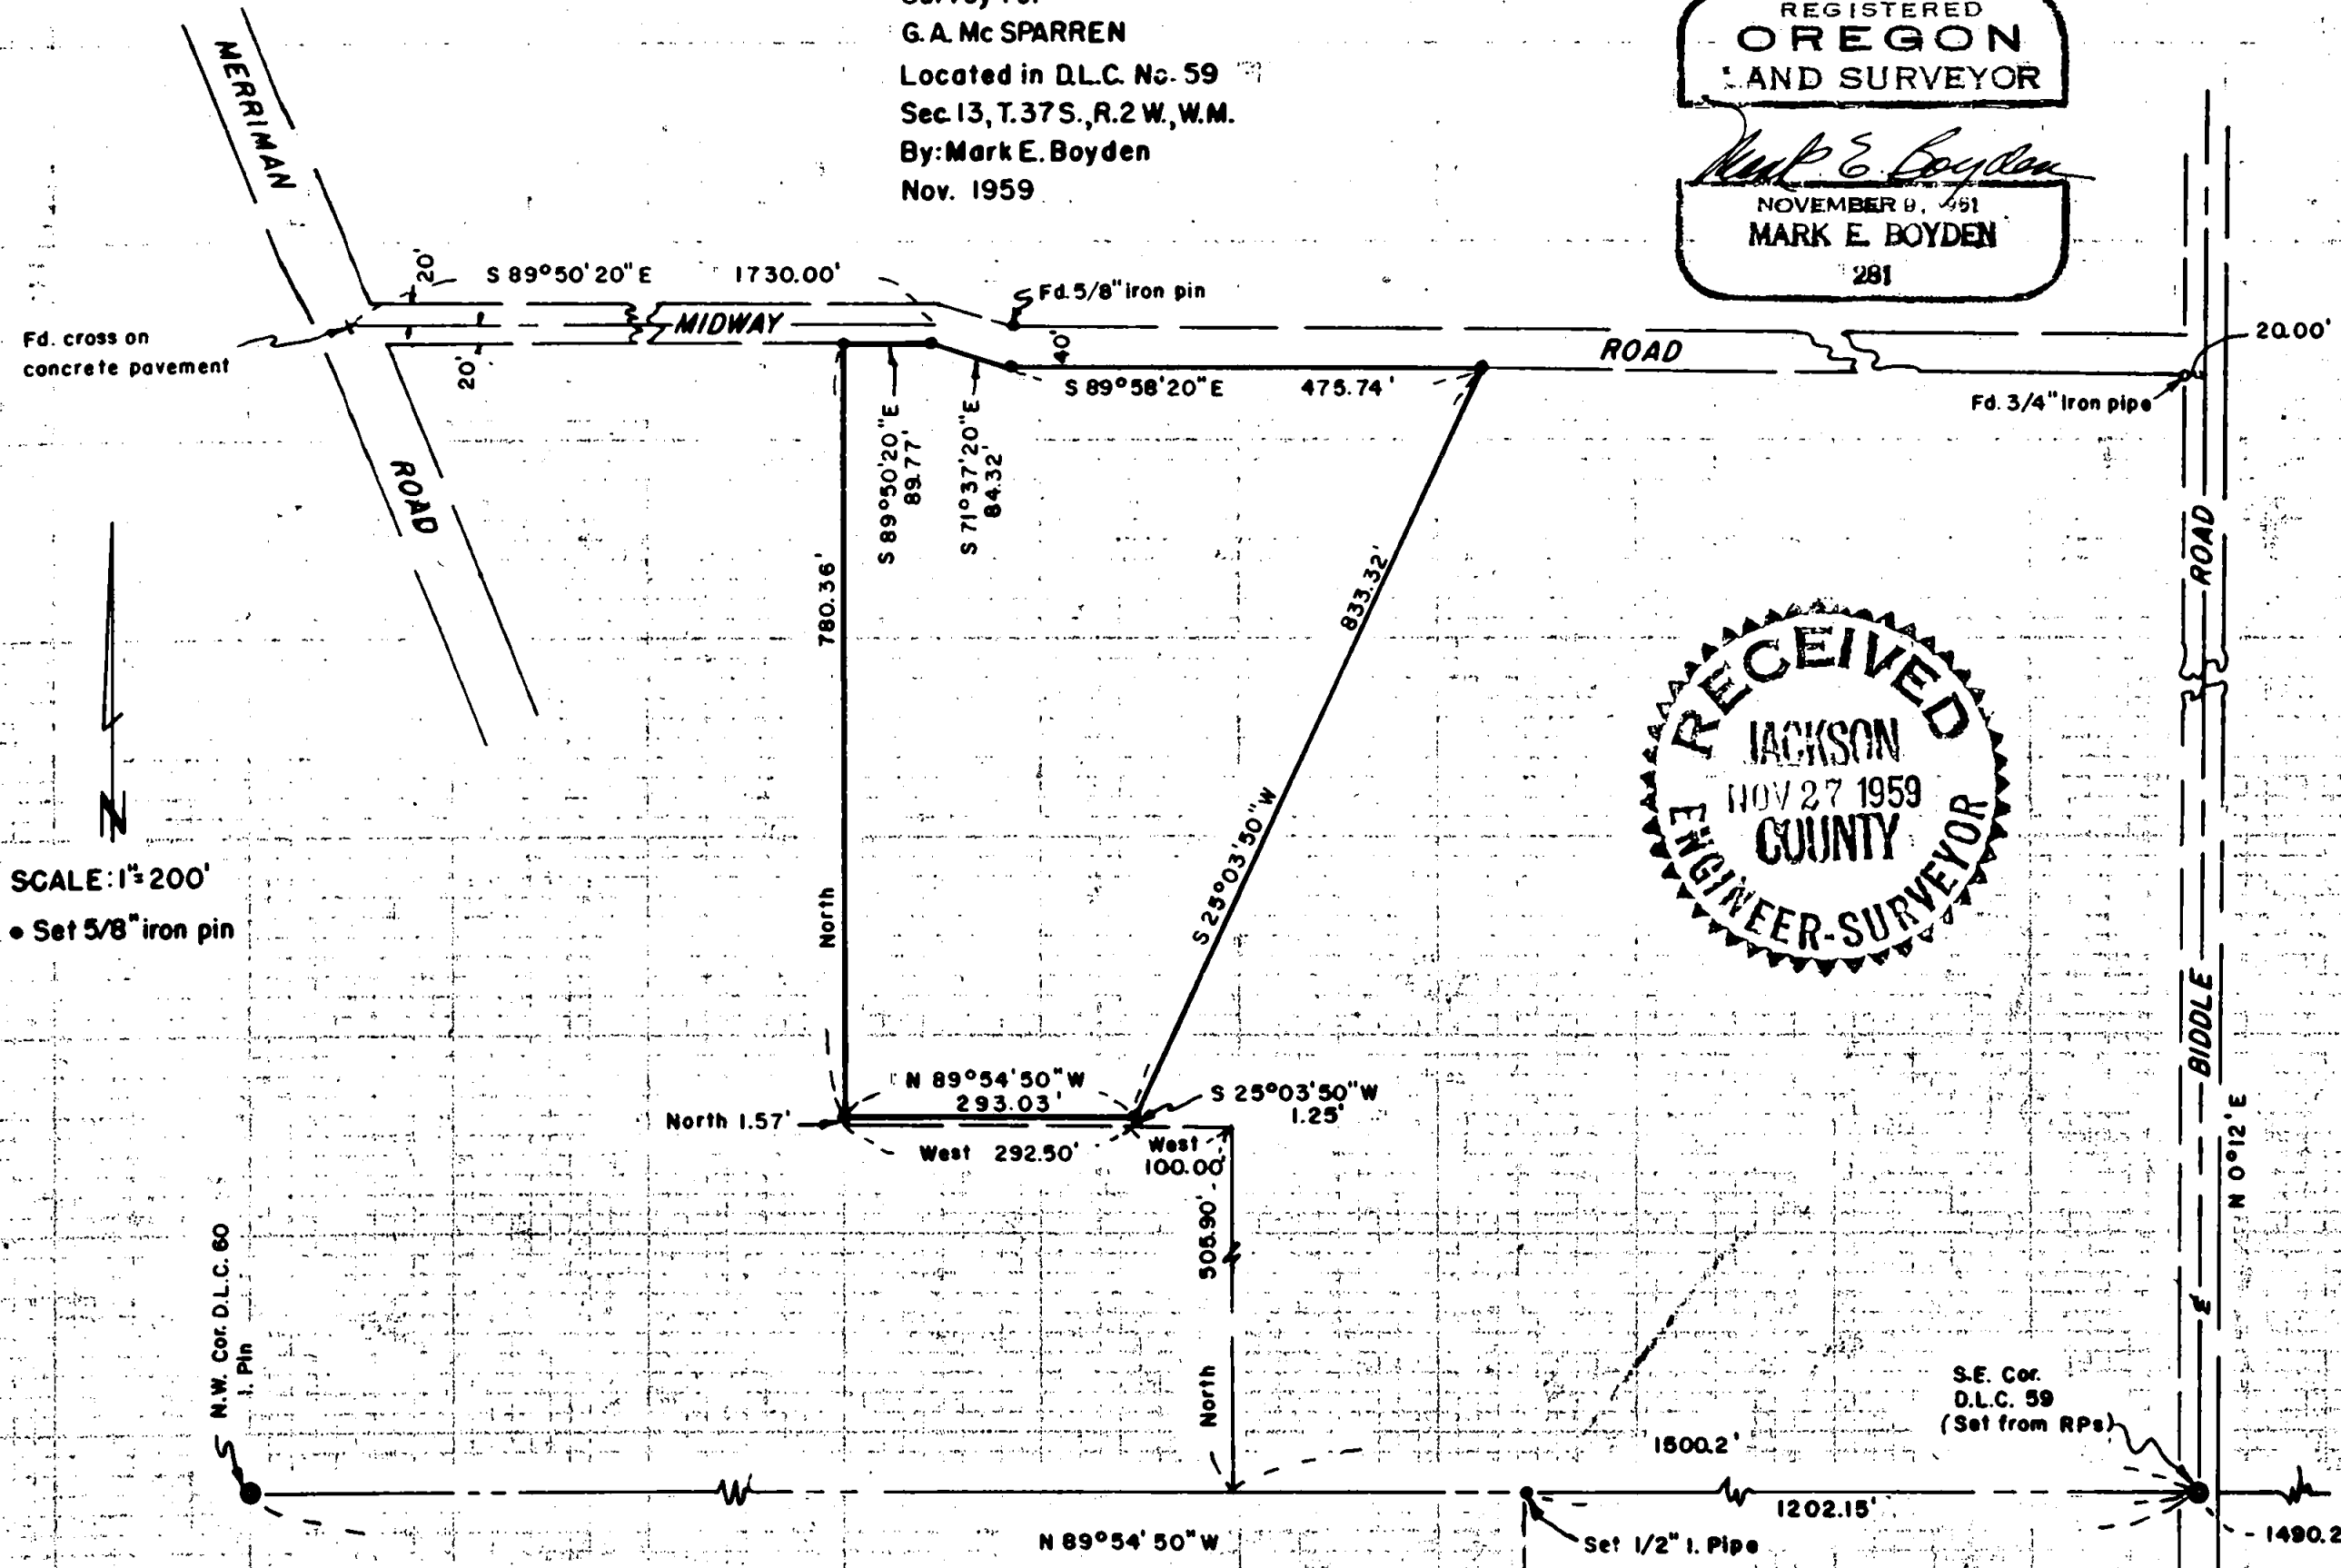 G. A. Mc SPARREN
Located in D.L.C. No. 59
Sec. 13, T. 37 S., R. 2 W., W.M.
By: Mark E. Boyden
Nov. 1959
REGISTERED
OREGON
LAND SURVEYOR
Mark E. Boyden
NOVEMBER
MARK E. BOYDEN
281
MERRIMAN
ROAD
20'
S 89°50'20"E 1730.00'
Fd. 5/8" iron pin
MIDWAY
ROAD
20.00'
Fd. cross on
concrete pavement
20'
40'
S 89°58'20"E 475.74'
Fd. 3/4" Iron pipe
S 89°50'20"E
89.77'
S 71°37'20"E
84.32'
780.36'
North
833.32'
S 25°03'50"W
ROAD
BIDDLE
N 0°12'E
RECEIVED
JACKSON
NOV 27 1959
COUNTY
ENGINEER-SURVEYOR
N
SCALE: 1"= 200'
• Set 5/8" iron pin
N 89°54'50"W
293.03'
S 25°03'50"W
1.25'
North 1.57'
West 292.50'
West
100.00'
505.90'
North
N.W. Cor. D.L.C. 60
I. Pin
S.E. Cor.
D.L.C. 59
(Set from RPs)
1500.2'
1202.15'
N 89°54'50"W
Set 1/2" I. Pipe
1490.2